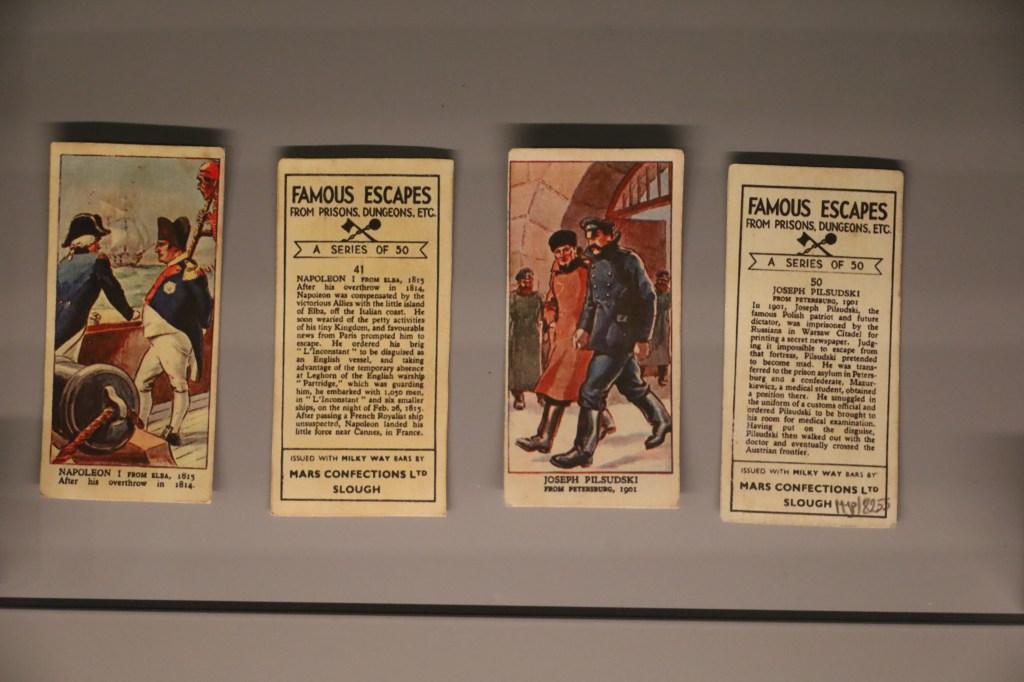 NAPOLEON I FROM ELBA, 1815
After his overthrow in 1814.
FAMOUS ESCAPES
FROM PRISONS, DUNGEONS, ETC.
A SERIES OF 50
41
NAPOLEON I FROM ELBA, 1815
After his overthrow in 1814,
Napoleon was compensated by the
victorious Allies with the little island
of Elba, off the Italian coast. He
soon wearied of the petty activities
of his tiny Kingdom, and favourable
news from Paris prompted him to
escape. He ordered his brig
"L'Inconstant" to be disguised as
an English vessel, and taking
advantage of the temporary absence
at Leghorn of the English warship
"Partridge," which was guarding
him, he embarked with 1,050 men,
in "L'Inconstant" and six smaller
ships, on the night of Feb. 26, 1815.
After passing a French Royalist ship
unsuspected, Napoleon landed his
little force near Cannes, in France.
ISSUED WITH MILKY WAY BARS BY
MARS CONFECTIONS LTD
SLOUGH
JOSEPH PILSUDSKI
FROM PETERSBURG, 1901
FAMOUS ESCAPES
FROM PRISONS, DUNGEONS, ETC.
A SERIES OF 50
50
JOSEPH PILSUDSKI
FROM PETERSBURG, 1901
In 1901, Joseph Pilsudski, the
famous Polish patriot and future
dictator, was imprisoned by the
Russians in Warsaw Citadel for
printing a secret newspaper. Judg-
ing it impossible to escape from
that fortress, Pilsudski pretended
to become mad. He was trans-
ferred to the prison asylum in Peters-
burg and a confederate, Mazur-
kiewicz, a medical student, obtained
a position there. He smuggled in
the uniform of a customs official and
ordered Pilsudski to be brought to
his room for medical examination.
Having put on the disguise,
Pilsudski then walked out with the
doctor and eventually crossed the
Austrian frontier.
ISSUED WITH MILKY WAY BARS BY
MARS CONFECTIONS LTD
SLOUGH